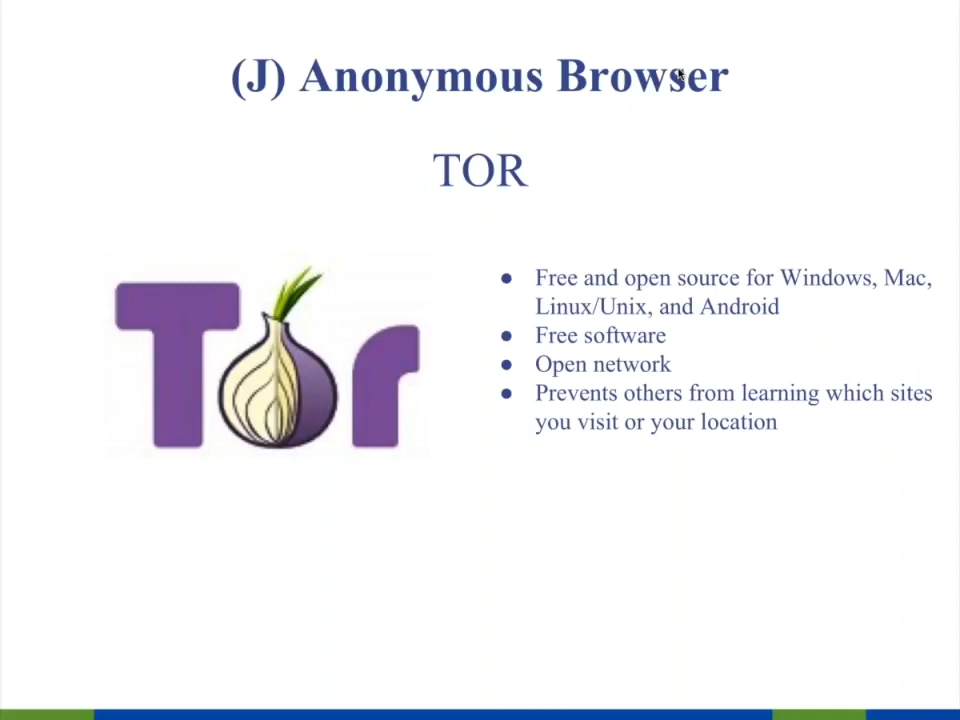 (J) Anonymous Browser
TOR
Tor
● Free and open source for Windows, Mac,
Linux/Unix, and Android
● Free software
● Open network
● Prevents others from learning which sites
you visit or your location